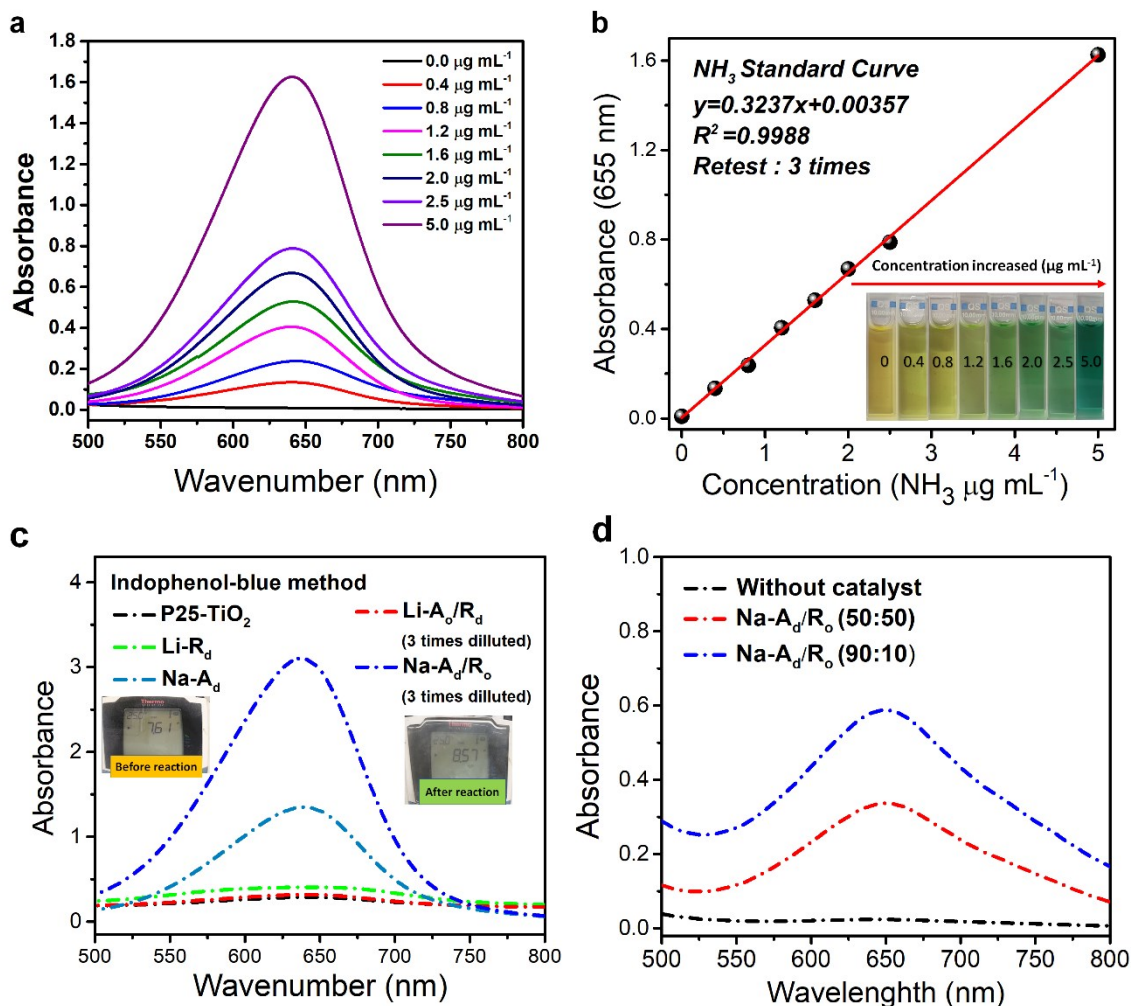 a
1.8
1.6
1.4
1.2
1.0
0.8
0.6
0.4
0.2
0.0
Absorbance
500 550 600 650 700 750 800
Wavenumber (nm)
0.0 μg mL⁻¹
0.4 μg mL⁻¹
0.8 μg mL⁻¹
1.2 μg mL⁻¹
1.6 μg mL⁻¹
2.0 μg mL⁻¹
2.5 μg mL⁻¹
5.0 μg mL⁻¹
b
1.6
1.2
0.8
0.4
0.0
Absorbance (655 nm)
NH₃ Standard Curve
y=0.3237x+0.00357
R²=0.9988
Retest : 3 times
Concentration increased (μg mL⁻¹)
0 0.4 0.8 1.2 1.6 2.0 2.5 5.0
0 1 2 3 4 5
Concentration (NH₃ μg mL⁻¹)
c
4
3
2
1
0
Absorbance
Indophenol-blue method
P25-TiO₂
Li-R_d
Na-A_d
Li-Aₒ/R_d
(3 times dilluted)
Na-A_d/Rₒ
(3 times dilluted)
7.61
Before reaction
8.57
After reaction
500 550 600 650 700 750 800
Wavenumber (nm)
d
1.0
0.8
0.6
0.4
0.2
0.0
Absorbance
Without catalyst
Na-A_d/Rₒ (50:50)
Na-A_d/Rₒ (90:10)
500 550 600 650 700 750 800
Wavelenghth (nm)